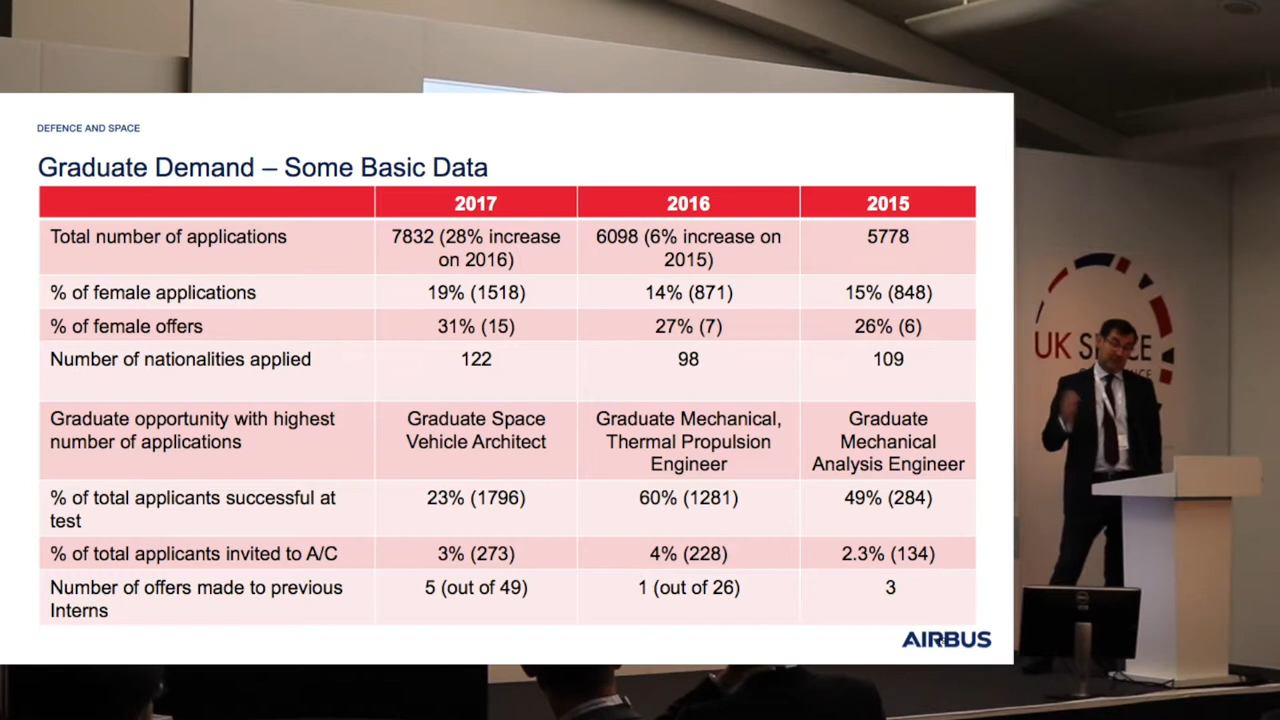 DEFENCE AND SPACE
Graduate Demand – Some Basic Data
2017 2016 2015
Total number of applications 7832 (28% increase on 2016) 6098 (6% increase on 2015) 5778
% of female applications 19% (1518) 14% (871) 15% (848)
% of female offers 31% (15) 27% (7) 26% (6)
Number of nationalities applied 122 98 109
Graduate opportunity with highest number of applications Graduate Space Vehicle Architect Graduate Mechanical, Thermal Propulsion Engineer Graduate Mechanical Analysis Engineer
% of total applicants successful at test 23% (1796) 60% (1281) 49% (284)
% of total applicants invited to A/C 3% (273) 4% (228) 2.3% (134)
Number of offers made to previous Interns 5 (out of 49) 1 (out of 26) 3
AIRBUS
UK